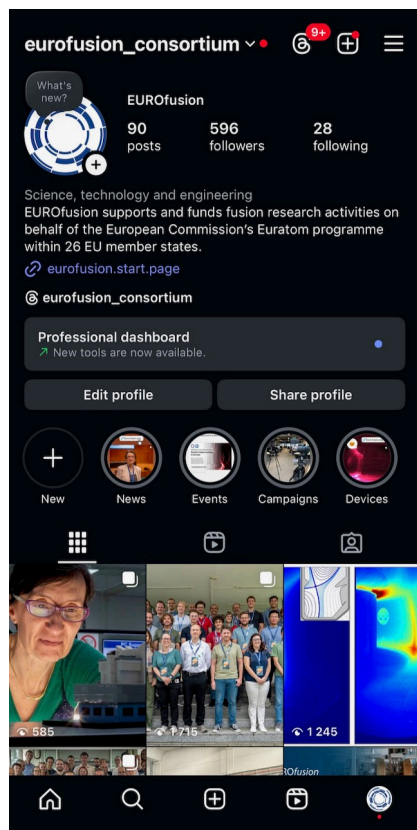 eurofusion_consortium
9+
What's
new?
EUROfusion
90
posts
596
followers
28
following
Science, technology and engineering
EUROfusion supports and funds fusion research activities on
behalf of the European Commission's Euratom programme
within 26 EU member states.
eurofusion.start.page
eurofusion_consortium
Professional dashboard
New tools are now available.
Edit profile
Share profile
New
News
Events
Campaigns
Devices
585
1 715
1 245
ROfusion